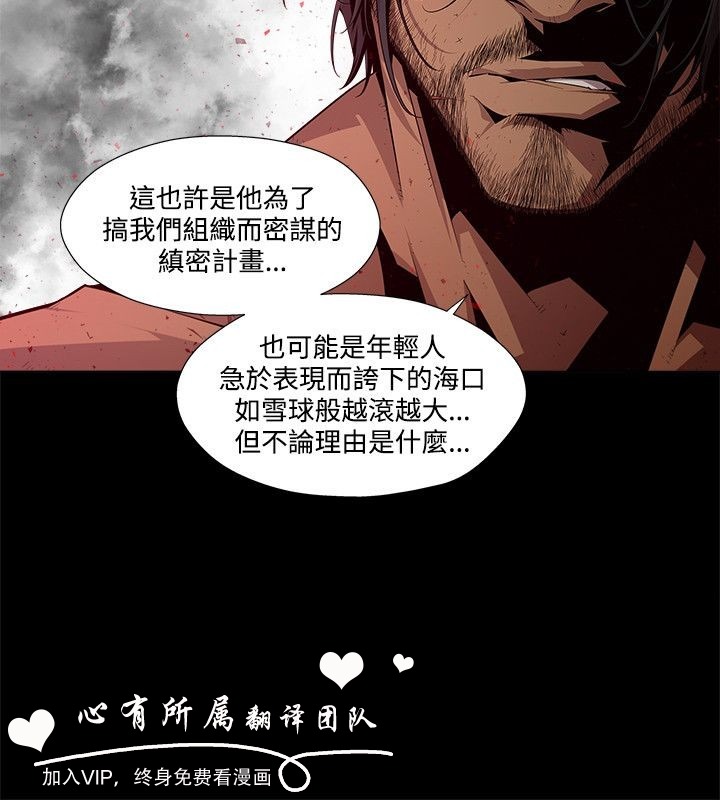 這也許是他為了
搞我們組織而密謀的
縝密計畫...
也可能是年輕人
急於表現而誇下的海口
如雪球般越滾越大...
但不論理由是什麼...
心有所属翻译团队
加入VIP，终身免费看漫画